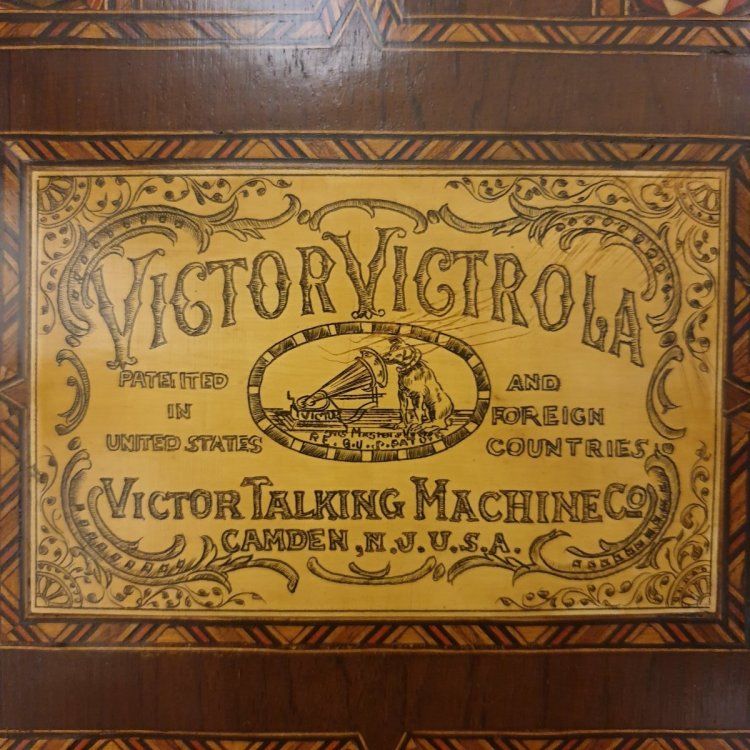 VICTOR VICTROLA
PATENTED
IN
UNITED STATES
VICTOR
AND
FOREIGN
COUNTRIES
VICTOR TALKING MACHINE CO
CAMDEN, N.J. U.S.A.